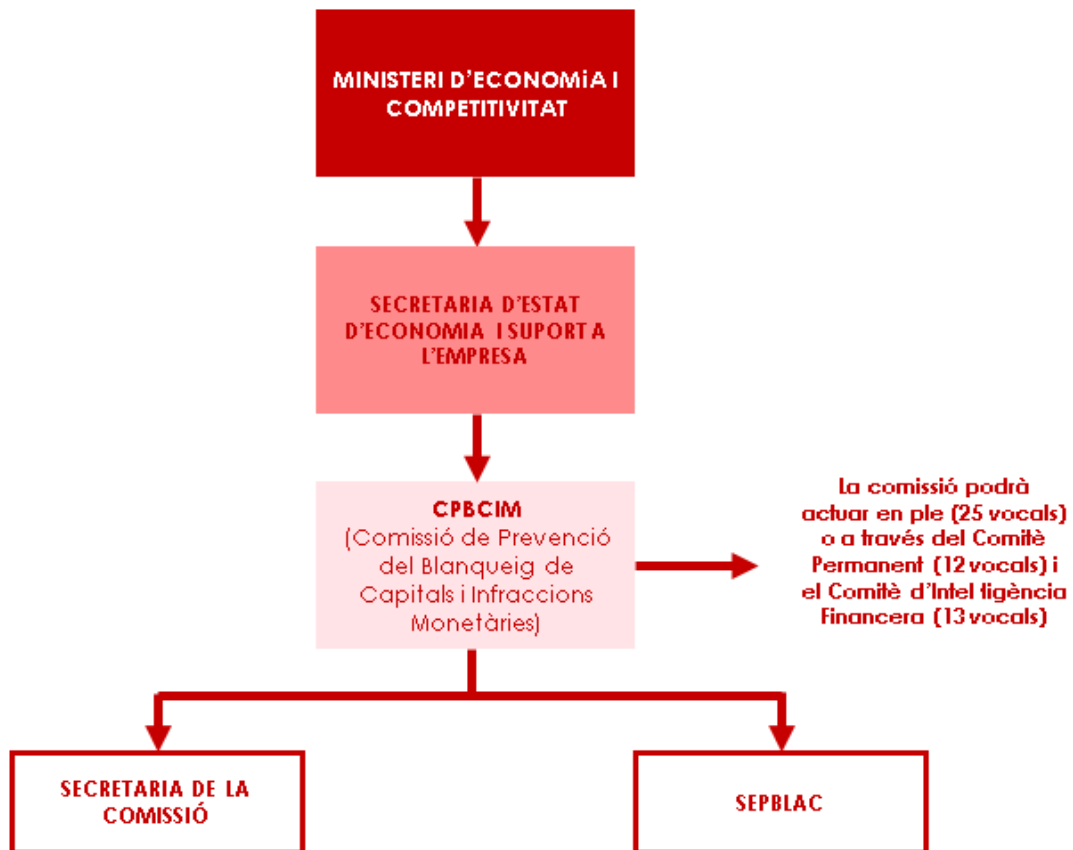 MINISTERI D'ECONOMiA I
COMPETITIVITAT
SECRETARIA D'ESTAT
D'ECONOMIA I SUPORT A
L'EMPRESA
CPBCIM
(Comissió de Prevenció
del Blanqueig de
Capitals i Infraccions
Monetàries)
La comissió podrà
actuar en ple (25 vocals)
o a través del Comitè
Permanent (12 vocals) i
el Comitè d'Intel·ligència
Financera (13 vocals)
SECRETARIA DE LA
COMISSIÓ
SEPBLAC